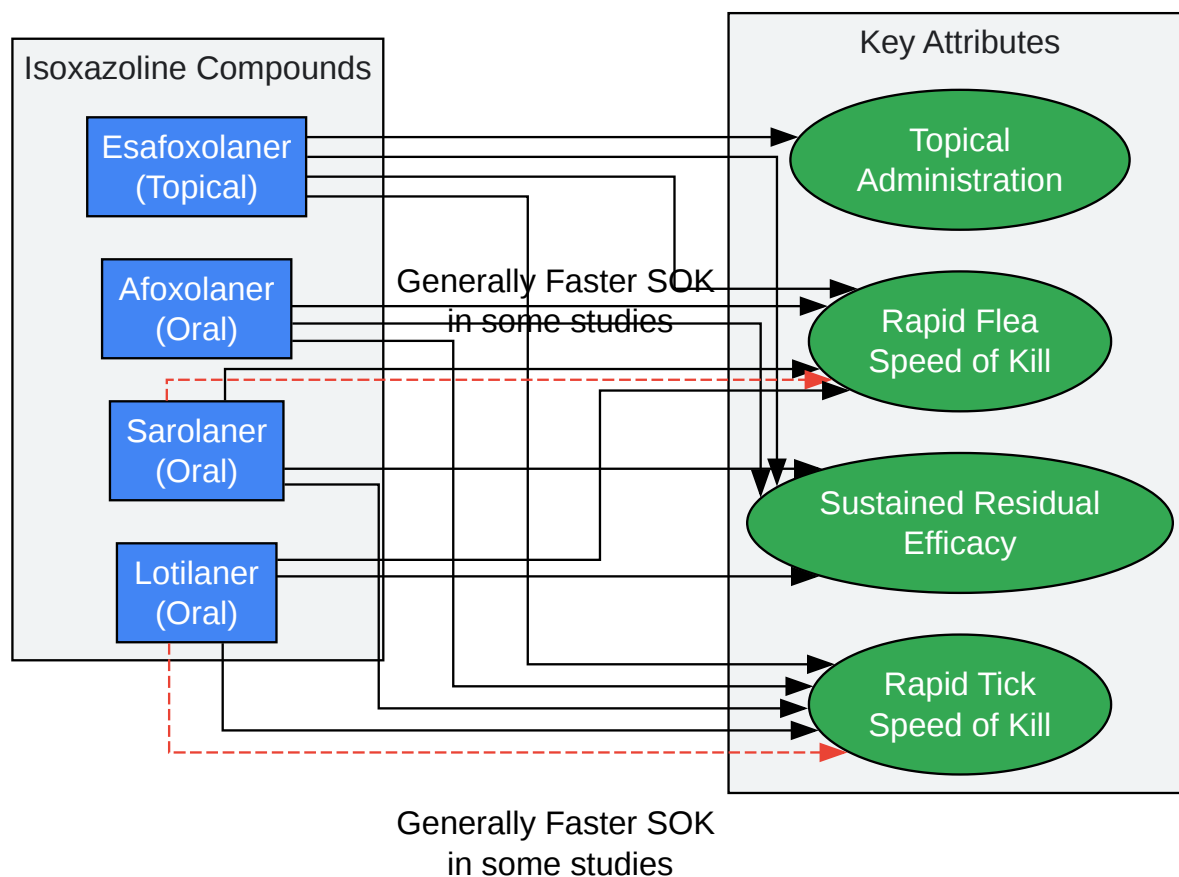 Isoxazoline Compounds
Esafoxolaner
(Topical)
Afoxolaner
(Oral)
Sarolaner
(Oral)
Lotilaner
(Oral)
Generally Faster SOK
in some studies
Generally Faster SOK
in some studies
Key Attributes
Topical
Administration
Rapid Flea
Speed of Kill
Sustained Residual
Efficacy
Rapid Tick
Speed of Kill